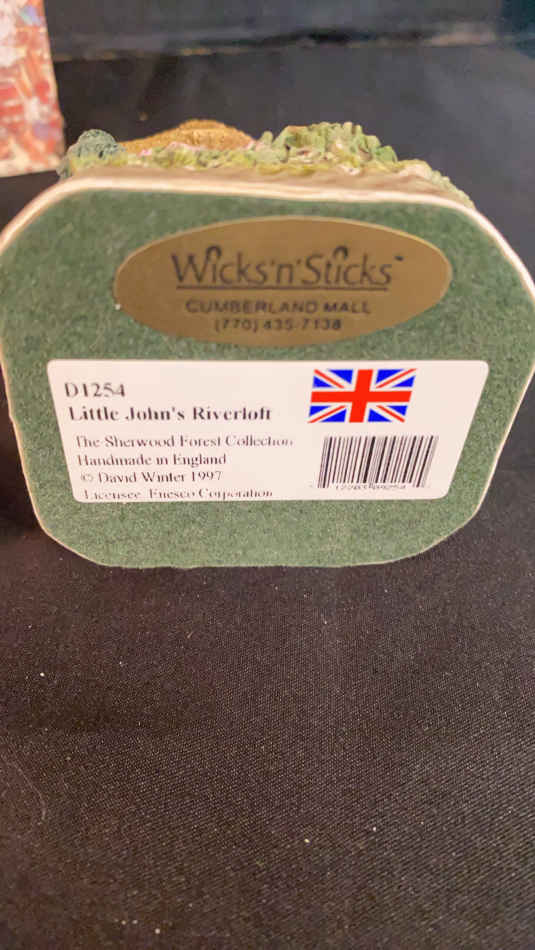 Wicks'n'Sticks™
CUMBERLAND MALL
(770) 435-7138
D1254
Little John's Riverloft
The Sherwood Forest Collection
Handmade in England
© David Winter 1997
Licensee, Enesco Corporation